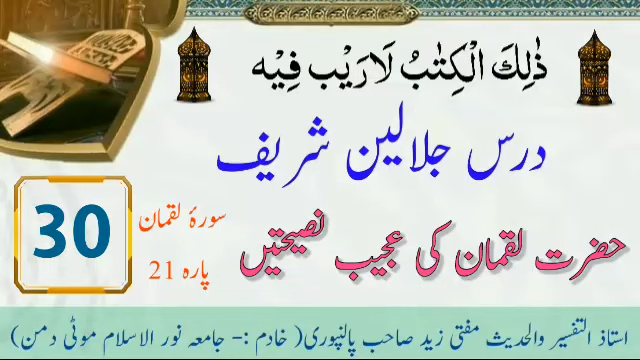 ذٰلِكَ الْكِتٰبُ لَا رَيْبَ فِيْه
درس جلالین شریف
30
سورۂ لقمان
پارہ 21
حضرت لقمان کی عجیب نصیحتیں
استاذ التفسیر والحدیث مفتی زید صاحب پالنپوری( خادم :- جامعہ نور الاسلام موٹی دمن)